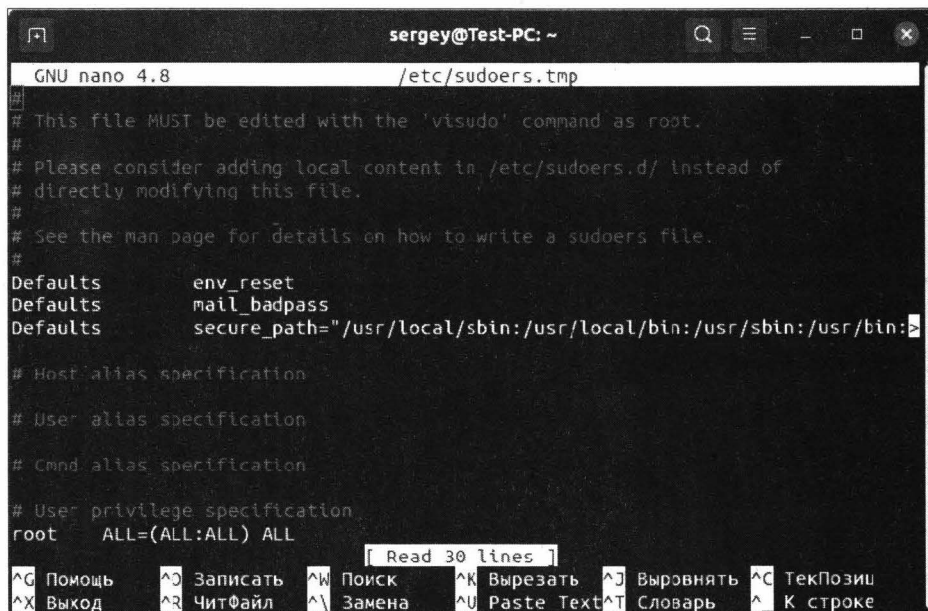 sergey@Test-PC: ~
GNU nano 4.8 /etc/sudoers.tmp
#
# This file MUST be edited with the 'visudo' command as root.
#
# Please consider adding local content in /etc/sudoers.d/ instead of
# directly modifying this file.
#
# See the man page for details on how to write a sudoers file.
#
Defaults env_reset
Defaults mail_badpass
Defaults secure_path="/usr/local/sbin:/usr/local/bin:/usr/sbin:/usr/bin:>
# Host alias specification
# User alias specification
# Cmnd alias specification
# User privilege specification
root ALL=(ALL:ALL) ALL
[ Read 30 lines ]
^G Помощь ^O Записать ^W Поиск ^K Вырезать ^J Выровнять ^C ТекПозиц
^X Выход ^R ЧитФайл ^\ Замена ^U Paste Text ^T Словарь ^_ К строке